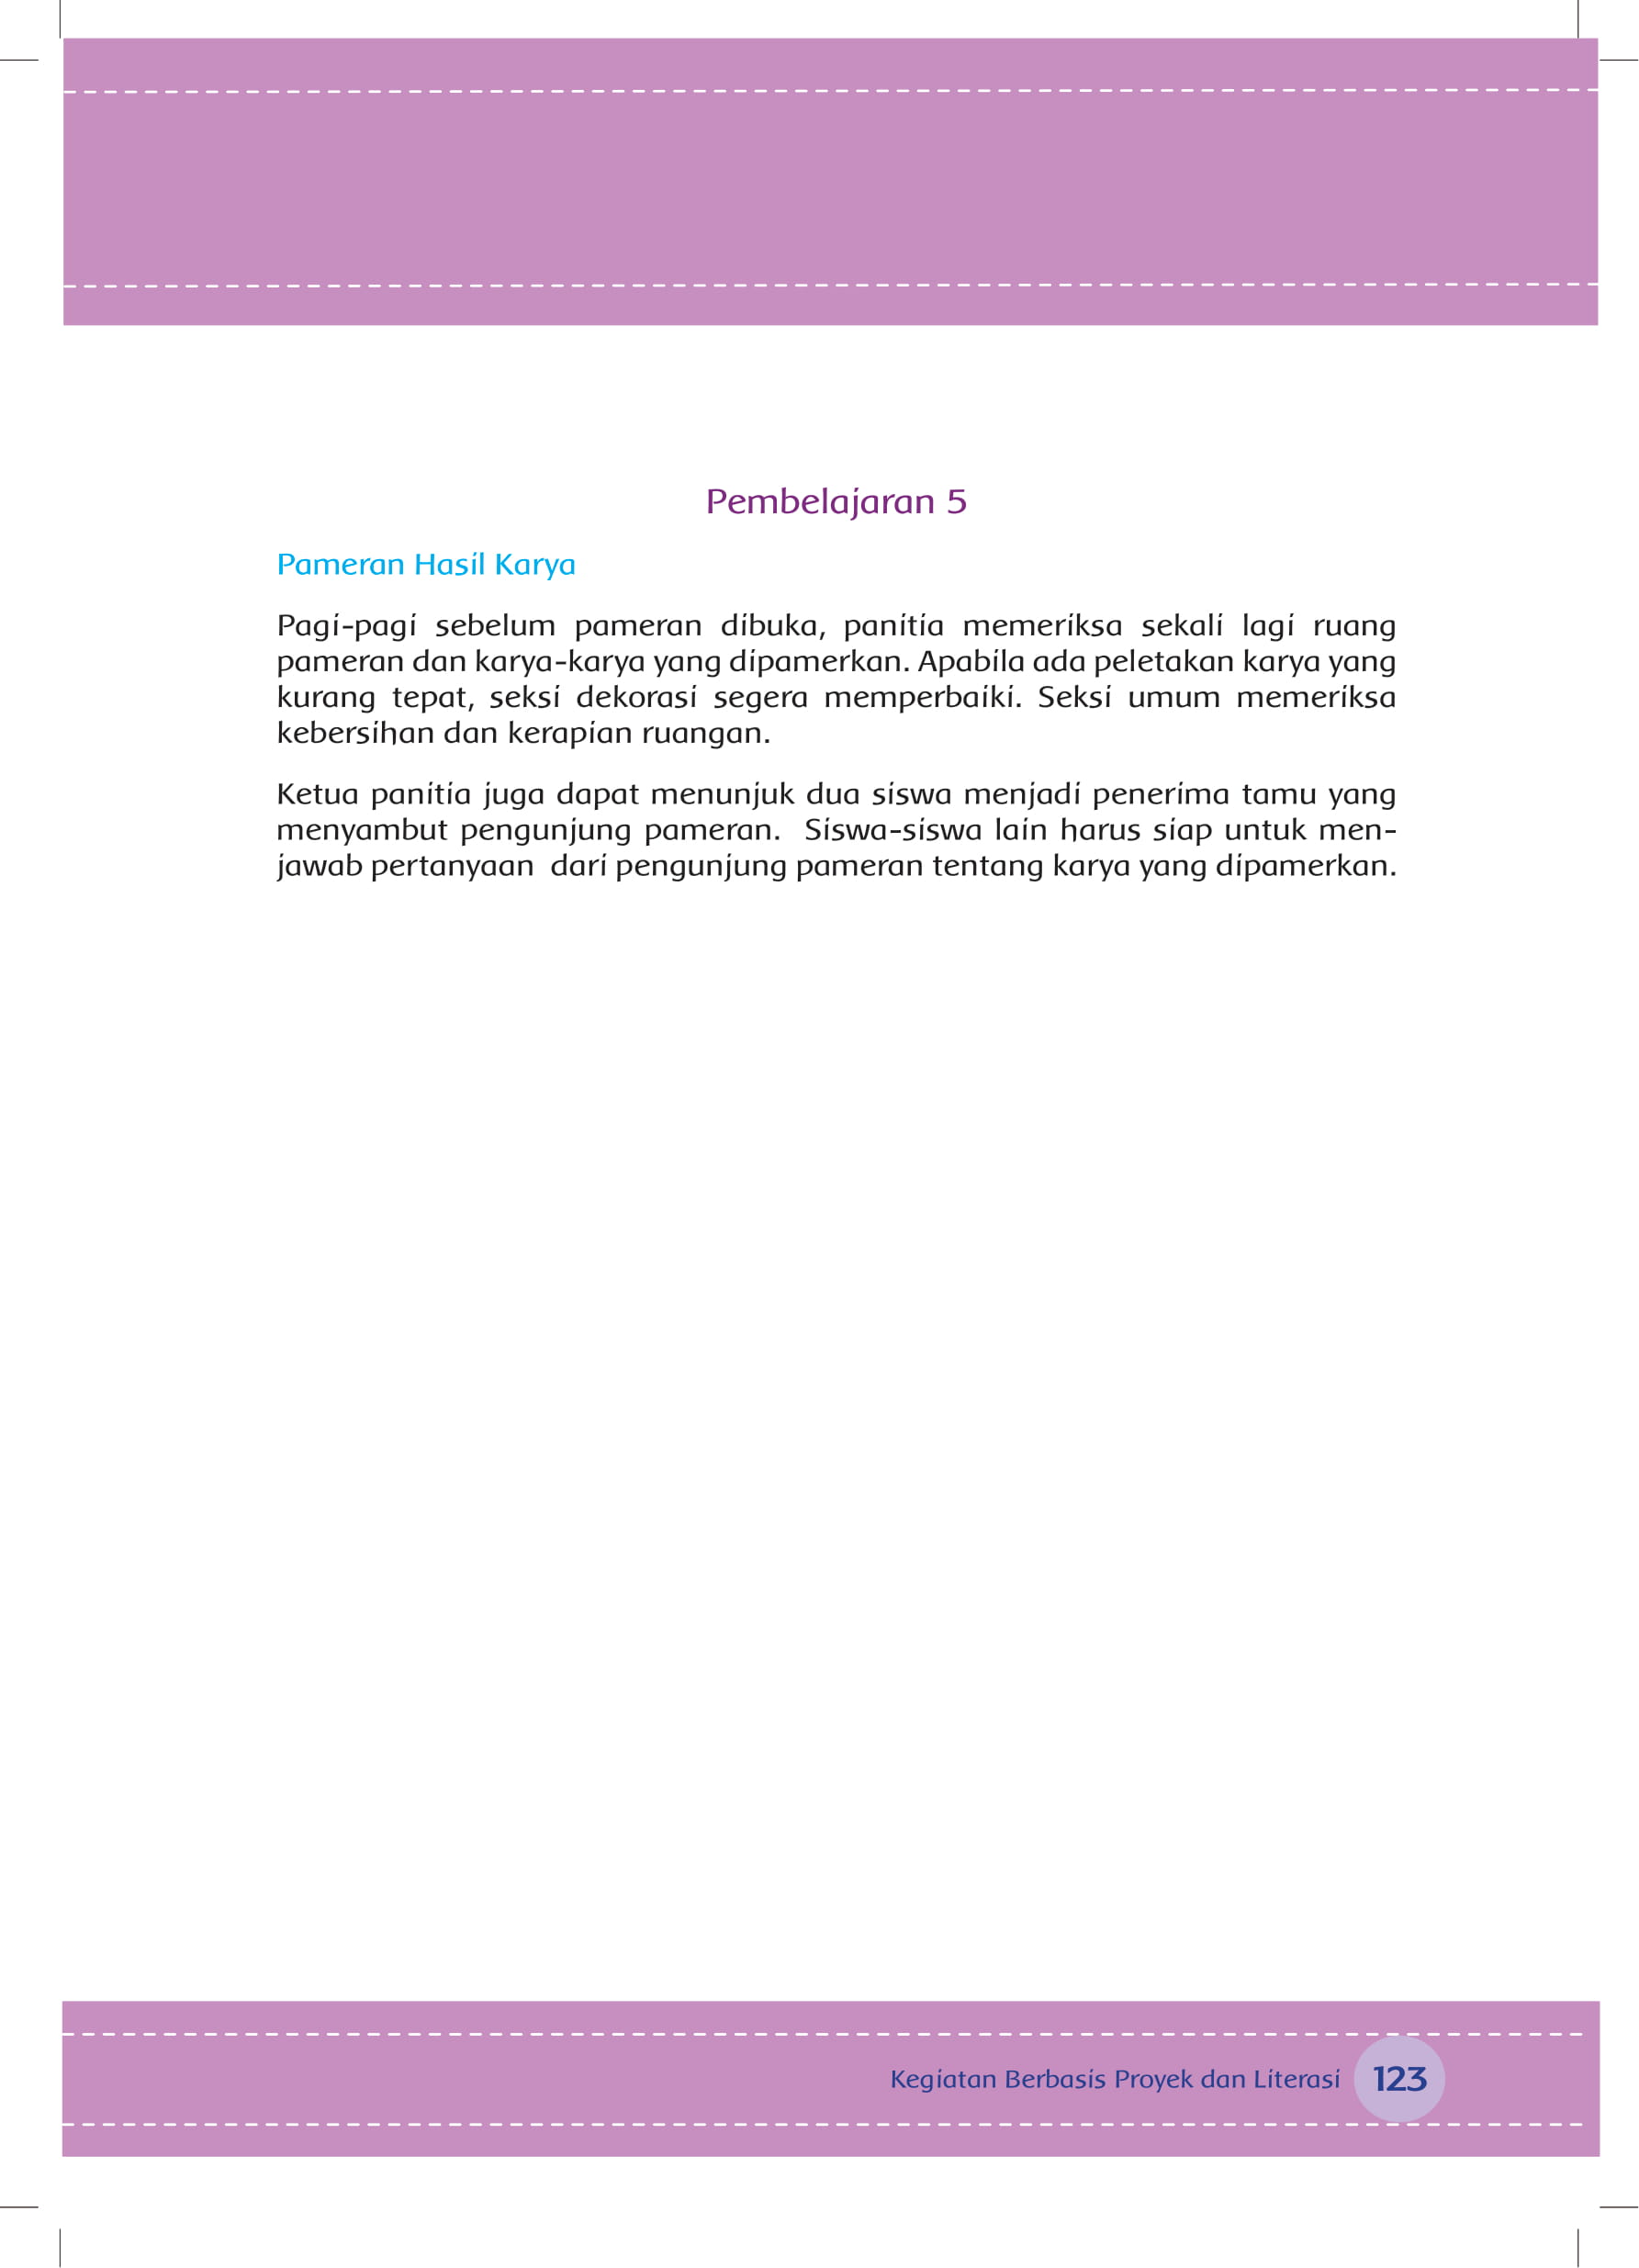 Pembelajaran 5
Pameran Hasil Karya
Pagi-pagi sebelum pameran dibuka, panitia memeriksa sekali lagi ruang
pameran dan karya-karya yang dipamerkan. Apabila ada peletakan karya yang
kurang tepat, seksi dekorasi segera memperbaiki. Seksi umum memeriksa
kebersihan dan kerapian ruangan.
Ketua panitia juga dapat menunjuk dua siswa menjadi penerima tamu yang
menyambut pengunjung pameran.  Siswa-siswa lain harus siap untuk men-
jawab pertanyaan  dari pengunjung pameran tentang karya yang dipamerkan.
Kegiatan Berbasis Proyek dan Literasi 123